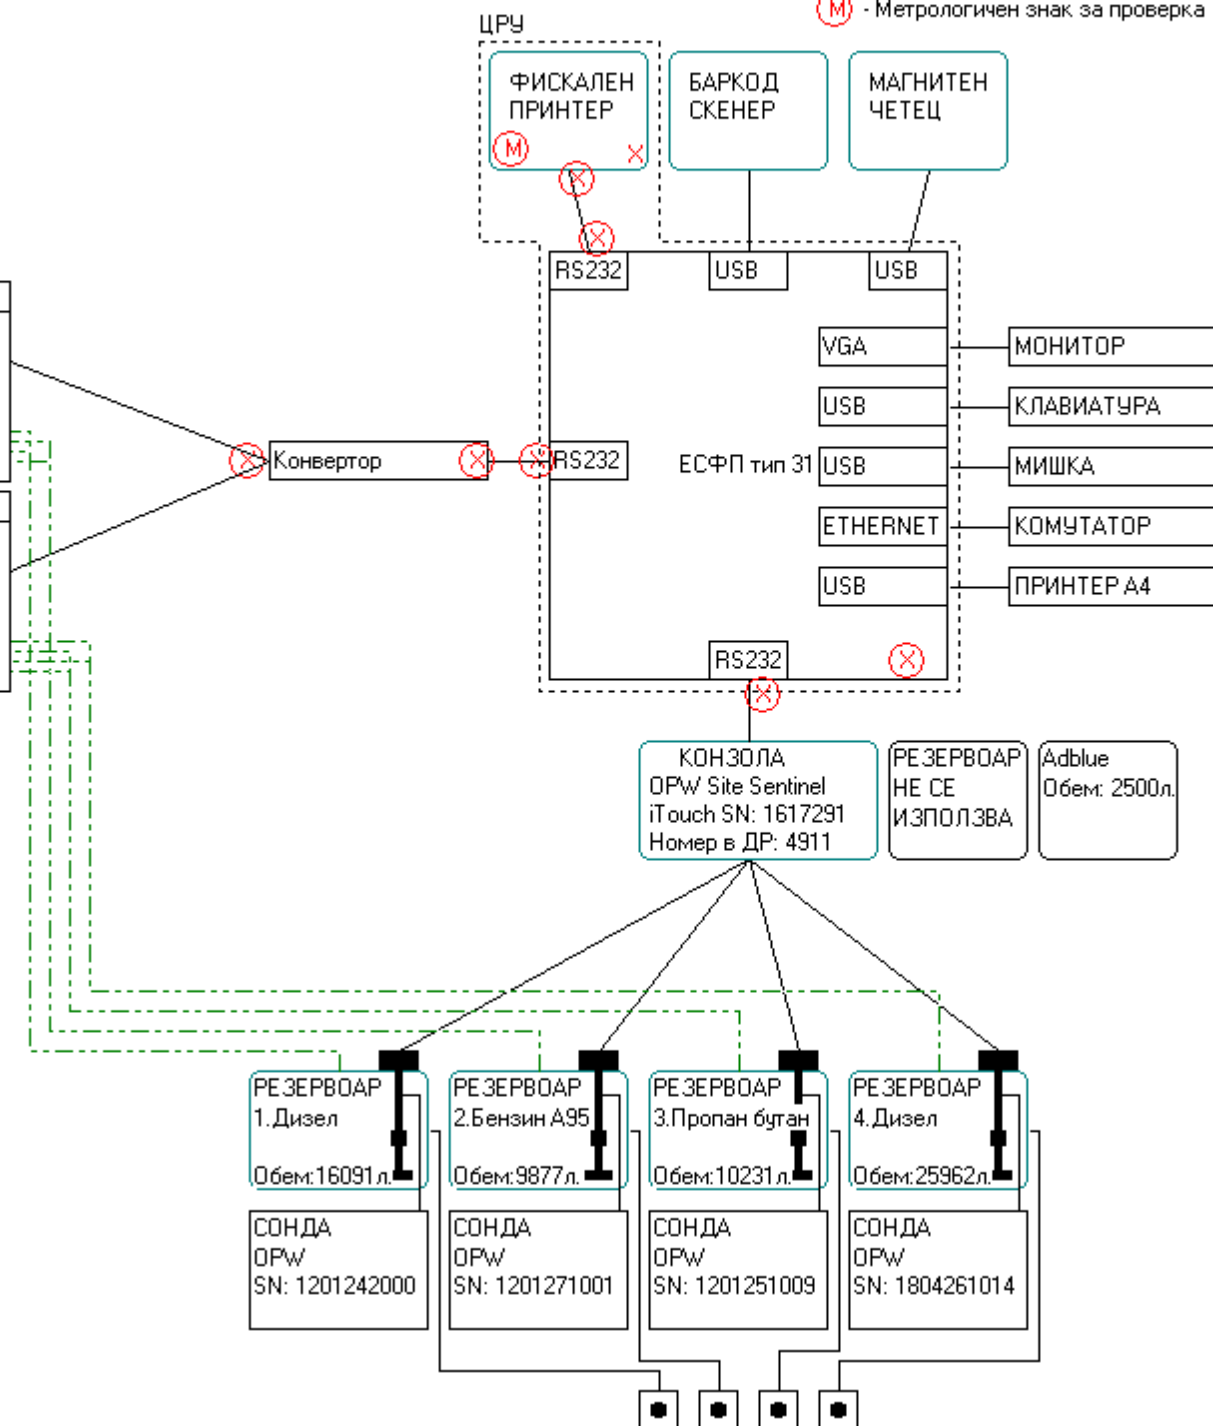 М - Метрологичен знак за проверка
ЦРУ
ФИСКАЛЕН
ПРИНТЕР
М
X
БАРКОД
СКЕНЕР
МАГНИТЕН
ЧЕТЕЦ
X
X
RS232
USB
USB
VGA
МОНИТОР
USB
КЛАВИАТУРА
X
Конвертор
X
X
RS232
ЕСФП тип 31
USB
МИШКА
ETHERNET
КОМУТАТОР
USB
ПРИНТЕР А4
RS232
X
X
КОНЗОЛА
OPW Site Sentinel
iTouch SN: 1617291
Номер в ДР: 4911
РЕЗЕРВОАР
НЕ СЕ
ИЗПОЛЗВА
Adblue
Обем: 2500л.
РЕЗЕРВОАР
1.Дизел
Обем:16091л.
РЕЗЕРВОАР
2.Бензин А95
Обем:9877л.
РЕЗЕРВОАР
3.Пропан бутан
Обем:10231л.
РЕЗЕРВОАР
4.Дизел
Обем:25962л.
СОНДА
OPW
SN: 1201242000
СОНДА
OPW
SN: 1201271001
СОНДА
OPW
SN: 1201251009
СОНДА
OPW
SN: 1804261014